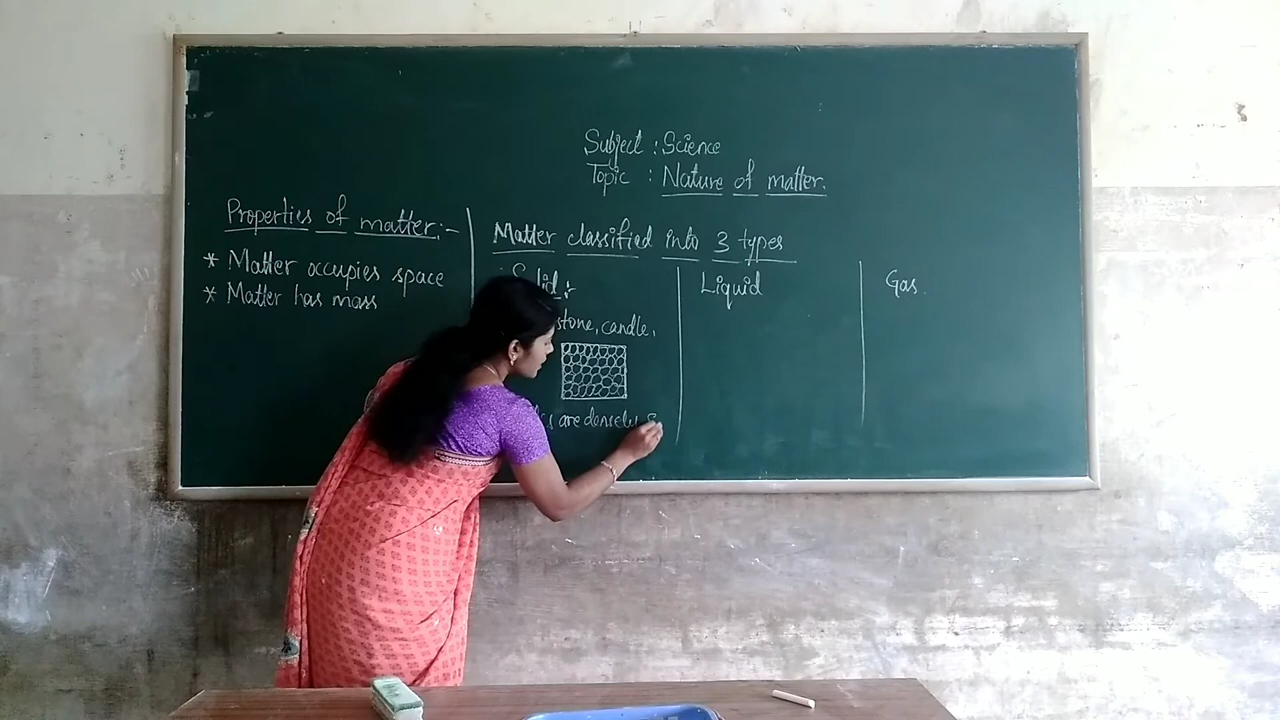 Subject : Science
Topic : Nature of matter.
Properties of matter:-
* Matter occupies space
* Matter has mass
Matter classified into 3 types
Solid :-
stone, candle,
are densely
Liquid
Gas.